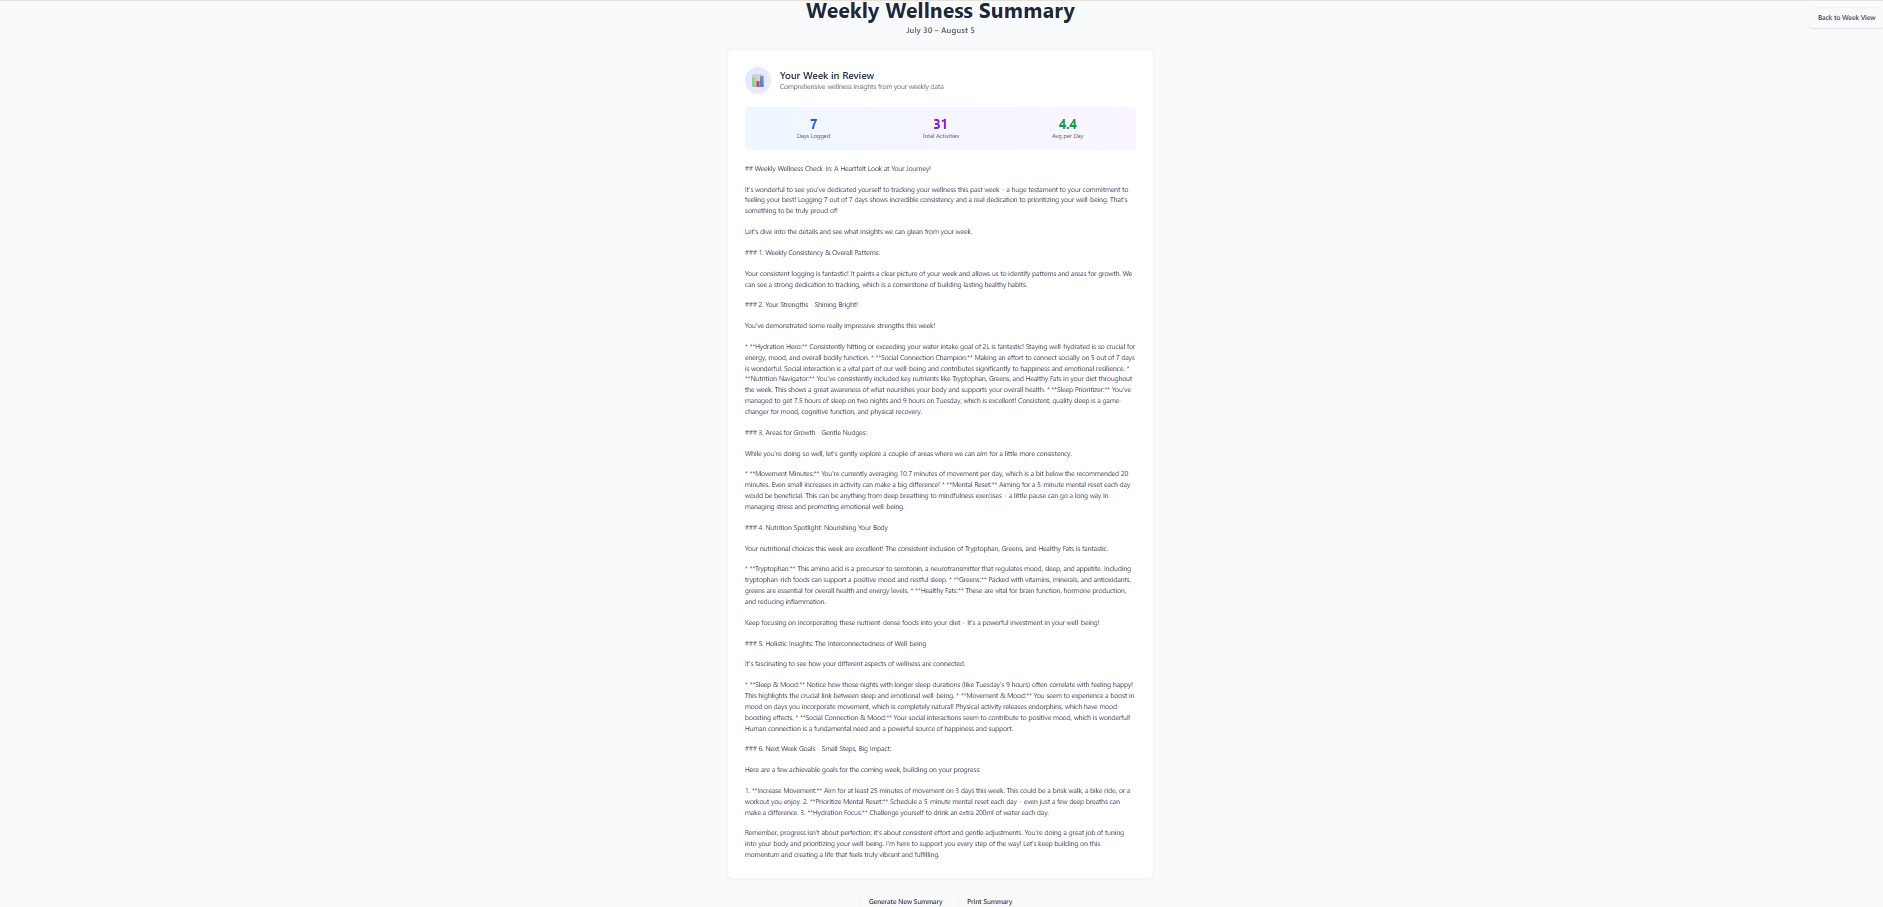 Weekly Wellness Summary
Back to Week View
July 30 – August 5
Your Week in Review
Comprehensive wellness insights from your weekly data
7
31
4.4
Days Logged
Total Activities
Avg per Day
## Weekly Wellness Check-In: A Heartfelt Look at Your Journey!
It's wonderful to see you've dedicated yourself to tracking your wellness this past week – a huge testament to your commitment to
feeling your best! Logging 7 out of 7 days shows incredible consistency and a real dedication to prioritizing your well-being. That's
something to be truly proud of!
Let's dive into the details and see what insights we can glean from your week.
### 1. Weekly Consistency & Overall Patterns:
Your consistent logging is fantastic! It paints a clear picture of your week and allows us to identify patterns and areas for growth. We
can see a strong dedication to tracking, which is a cornerstone of building lasting healthy habits.
### 2. Your Strengths - Shining Bright!
You've demonstrated some really impressive strengths this week!
* **Hydration Hero:** Consistently hitting or exceeding your water intake goal of 2L is fantastic! Staying well-hydrated is so crucial for
energy, mood, and overall bodily function. * **Social Connection Champion:** Making an effort to connect socially on 5 out of 7 days
is wonderful. Social interaction is a vital part of our well-being and contributes significantly to happiness and emotional resilience. *
**Nutrition Navigator:** You've consistently included key nutrients like Tryptophan, Greens, and Healthy Fats in your diet throughout
the week. This shows a great awareness of what nourishes your body and supports your overall health. * **Sleep Prioritizer:** You've
managed to get 7.5 hours of sleep on two nights and 9 hours on Tuesday, which is excellent! Consistent, quality sleep is a game-
changer for mood, cognitive function, and physical recovery.
### 3. Areas for Growth - Gentle Nudges:
While you're doing so well, let's gently explore a couple of areas where we can aim for a little more consistency.
* **Movement Minutes:** You're currently averaging 10.7 minutes of movement per day, which is a bit below the recommended 20
minutes. Even small increases in activity can make a big difference! * **Mental Reset:** Aiming for a 5-minute mental reset each day
would be beneficial. This can be anything from deep breathing to mindfulness exercises – a little pause can go a long way in
managing stress and promoting emotional well-being.
### 4. Nutrition Spotlight: Nourishing Your Body
Your nutritional choices this week are excellent! The consistent inclusion of Tryptophan, Greens, and Healthy Fats is fantastic.
* **Tryptophan:** This amino acid is a precursor to serotonin, a neurotransmitter that regulates mood, sleep, and appetite. Including
tryptophan-rich foods can support a positive mood and restful sleep. * **Greens:** Packed with vitamins, minerals, and antioxidants,
greens are essential for overall health and energy levels. * **Healthy Fats:** These are vital for brain function, hormone production,
and reducing inflammation.
Keep focusing on incorporating these nutrient-dense foods into your diet – it's a powerful investment in your well-being!
### 5. Holistic Insights: The Interconnectedness of Well-being
It's fascinating to see how your different aspects of wellness are connected.
* **Sleep & Mood:** Notice how those nights with longer sleep durations (like Tuesday's 9 hours) often correlate with feeling happy!
This highlights the crucial link between sleep and emotional well-being. * **Movement & Mood:** You seem to experience a boost in
mood on days you incorporate movement, which is completely natural! Physical activity releases endorphins, which have mood-
boosting effects. * **Social Connection & Mood:** Your social interactions seem to contribute to positive mood, which is wonderful!
Human connection is a fundamental need and a powerful source of happiness and support.
### 6. Next Week Goals - Small Steps, Big Impact:
Here are a few achievable goals for the coming week, building on your progress:
1. **Increase Movement:** Aim for at least 25 minutes of movement on 3 days this week. This could be a brisk walk, a bike ride, or a
workout you enjoy. 2. **Prioritize Mental Reset:** Schedule a 5-minute mental reset each day – even just a few deep breaths can
make a difference. 3. **Hydration Focus:** Challenge yourself to drink an extra 200ml of water each day.
Remember, progress isn't about perfection; it's about consistent effort and gentle adjustments. You're doing a great job of tuning
into your body and prioritizing your well-being. I'm here to support you every step of the way! Let's keep building on this
momentum and creating a life that feels truly vibrant and fulfilling.
Generate New Summary
Print Summary